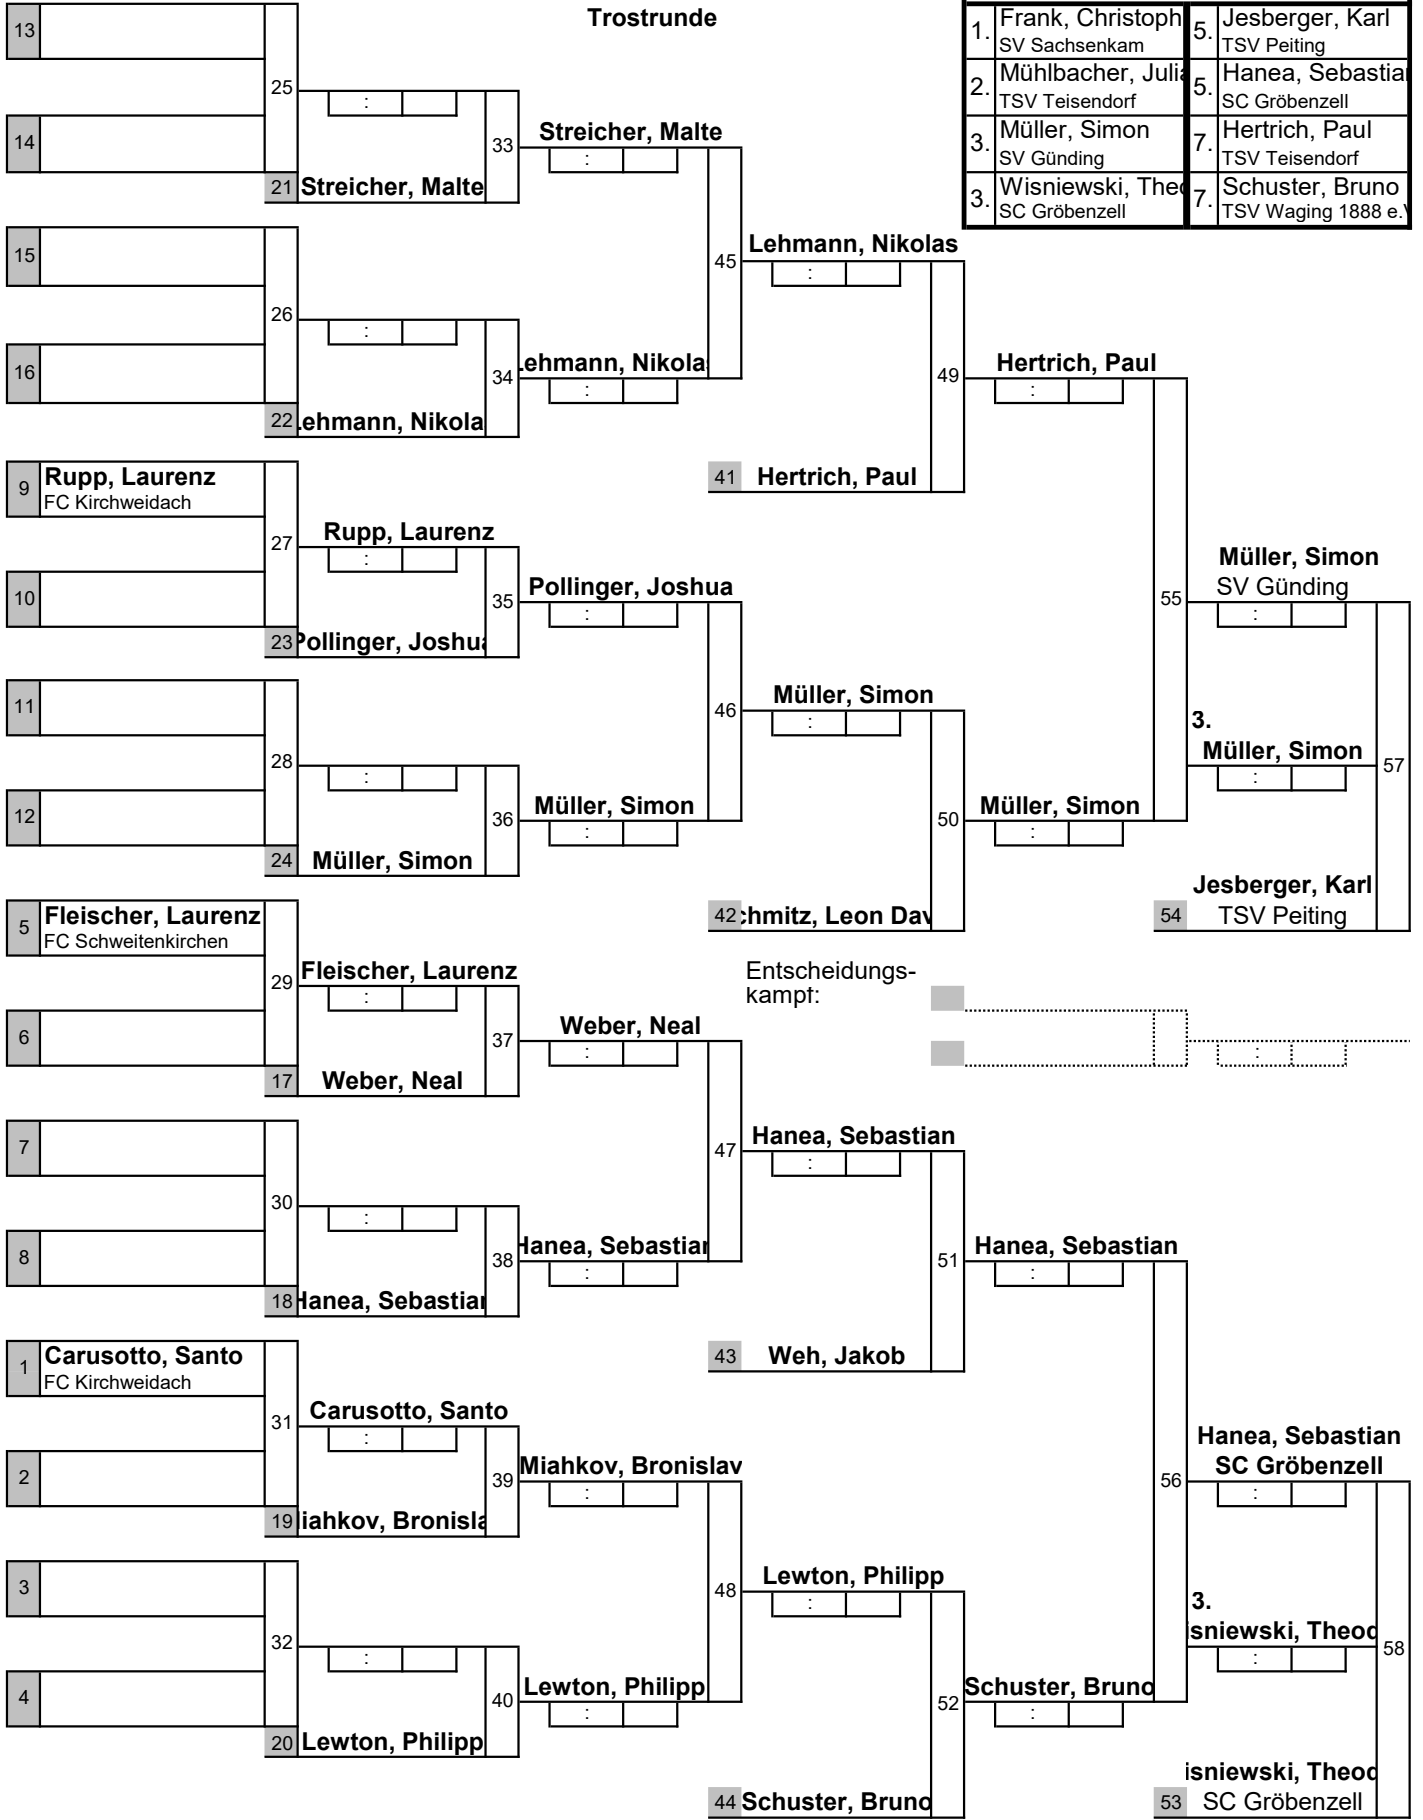 Trostrunde
1.
Frank, Christoph
SV Sachsenkam
5.
Jesberger, Karl
TSV Peiting
2.
Mühlbacher, Julia
TSV Teisendorf
5.
Hanea, Sebastian
SC Gröbenzell
3.
Müller, Simon
SV Günding
7.
Hertrich, Paul
TSV Teisendorf
3.
Wisniewski, Theo
SC Gröbenzell
7.
Schuster, Bruno
TSV Waging 1888 e.V
13
25
:
14
33
Streicher, Malte
:
21 Streicher, Malte
15
45
Lehmann, Nikolas
:
26
:
16
34
ehmann, Nikola
:
49
Hertrich, Paul
:
22 ehmann, Nikola
41 Hertrich, Paul
9
Rupp, Laurenz
FC Kirchweidach
27
Rupp, Laurenz
:
10
35
Pollinger, Joshua
:
55
Müller, Simon
SV Günding
:
23 Pollinger, Joshua
11
46
Müller, Simon
:
3.
Müller, Simon
:
57
28
:
12
36
Müller, Simon
:
50
Müller, Simon
:
24 Müller, Simon
5
Fleischer, Laurenz
FC Schweitenkirchen
42 chmitz, Leon Dav
Jesberger, Karl
54 TSV Peiting
29
Fleischer, Laurenz
:
Entscheidungs-
kampf:
6
37
Weber, Neal
:
:
17 Weber, Neal
7
47
Hanea, Sebastian
:
30
:
8
38
Hanea, Sebastian
:
51
Hanea, Sebastian
:
18 Hanea, Sebastian
1
Carusotto, Santo
FC Kirchweidach
43 Weh, Jakob
31
Carusotto, Santo
:
2
39
Miahkov, Bronislav
:
56
Hanea, Sebastian
SC Gröbenzell
:
19 iahkov, Bronisla
3
48
Lewton, Philipp
:
3.
isniewski, Theod
:
58
32
:
4
40
Lewton, Philipp
:
52
Schuster, Bruno
:
20 Lewton, Philipp
44 Schuster, Bruno
isniewski, Theod
53 SC Gröbenzell